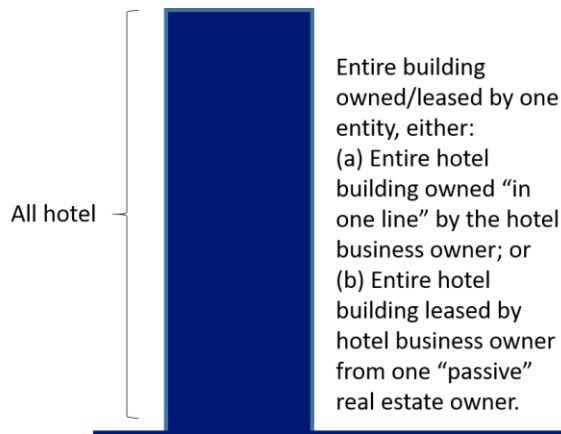 All hotel
Entire building
owned/leased by one
entity, either:
(a) Entire hotel
building owned “in
one line” by the hotel
business owner; or
(b) Entire hotel
building leased by
hotel business owner
from one “passive”
real estate owner.